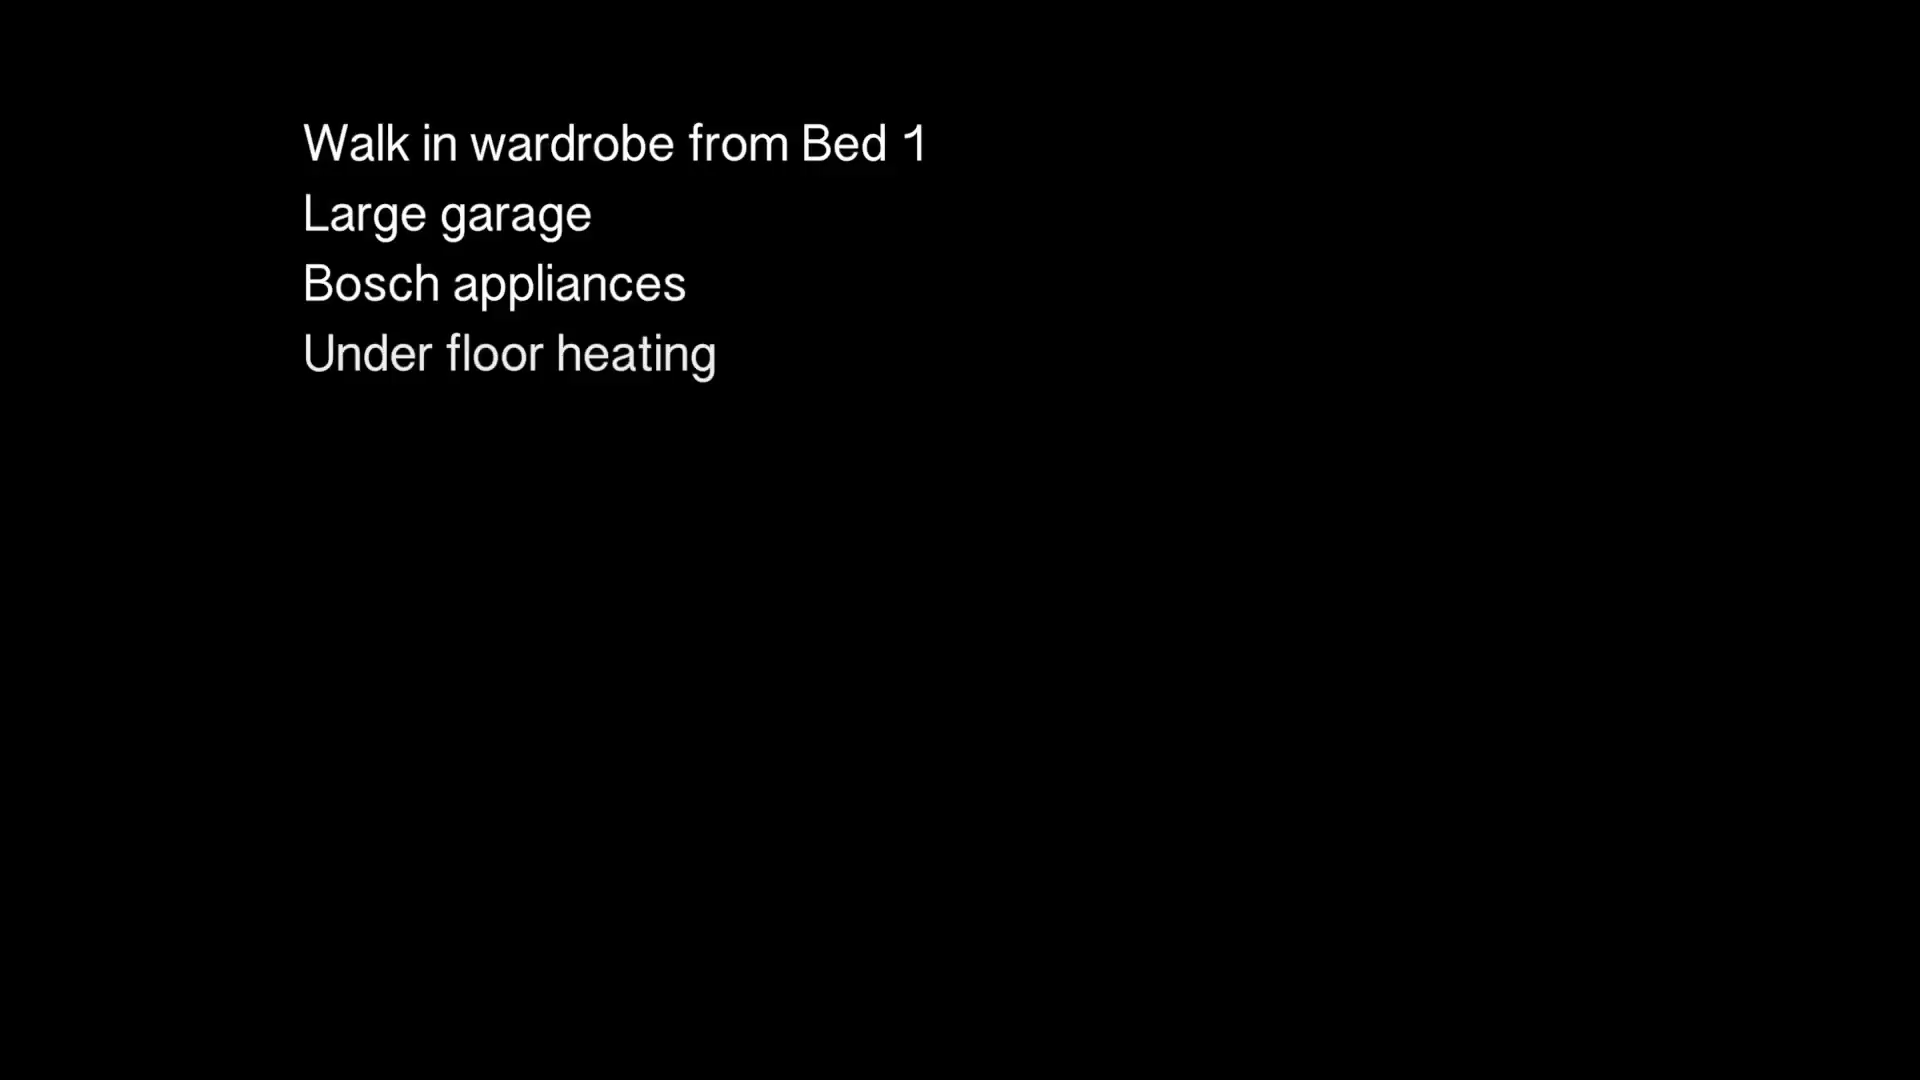 Walk in wardrobe from Bed 1
Large garage
Bosch appliances
Under floor heating